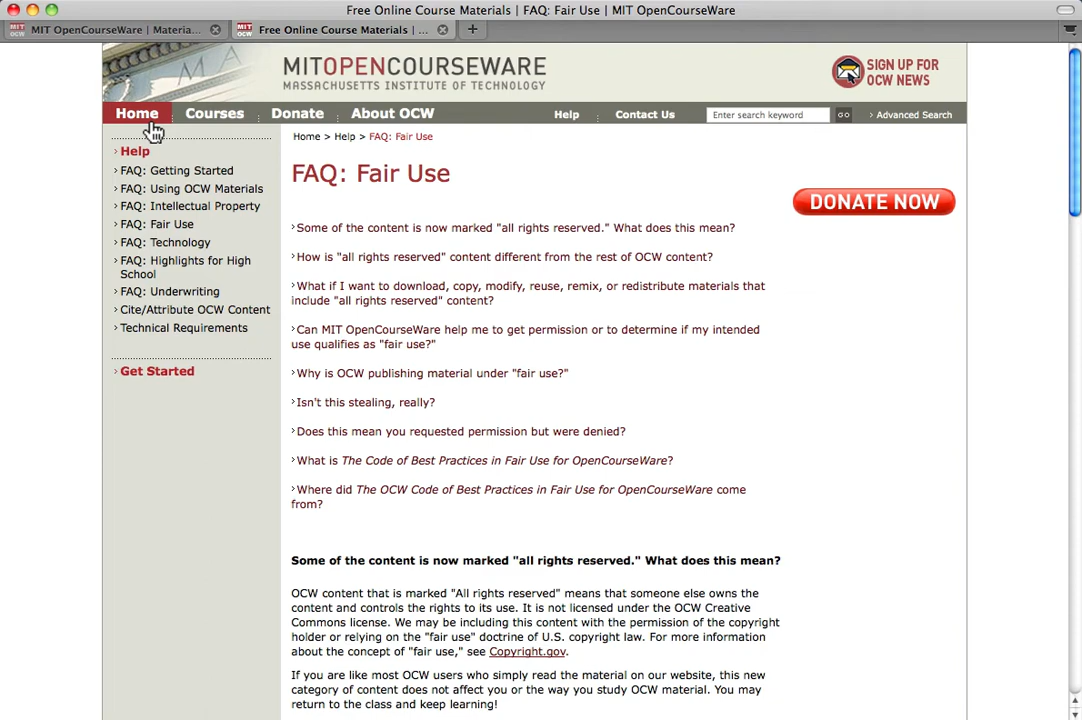 Free Online Course Materials | FAQ: Fair Use | MIT OpenCourseWare
MIT OpenCourseWare | Materia...
Free Online Course Materials | ...
MITOPENCOURSEWARE
MASSACHUSETTS INSTITUTE OF TECHNOLOGY
SIGN UP FOR
OCW NEWS
Home
Courses
Donate
About OCW
Help
Contact Us
Enter search keyword
GO
Advanced Search
Help
FAQ: Getting Started
FAQ: Using OCW Materials
FAQ: Intellectual Property
FAQ: Fair Use
FAQ: Technology
FAQ: Highlights for High
School
FAQ: Underwriting
Cite/Attribute OCW Content
Technical Requirements
Get Started
Home > Help > FAQ: Fair Use
FAQ: Fair Use
DONATE NOW
Some of the content is now marked "all rights reserved." What does this mean?
How is "all rights reserved" content different from the rest of OCW content?
What if I want to download, copy, modify, reuse, remix, or redistribute materials that
include "all rights reserved" content?
Can MIT OpenCourseWare help me to get permission or to determine if my intended
use qualifies as "fair use?"
Why is OCW publishing material under "fair use?"
Isn't this stealing, really?
Does this mean you requested permission but were denied?
What is The Code of Best Practices in Fair Use for OpenCourseWare?
Where did The OCW Code of Best Practices in Fair Use for OpenCourseWare come
from?
Some of the content is now marked "all rights reserved." What does this mean?
OCW content that is marked "All rights reserved" means that someone else owns the
content and controls the rights to its use. It is not licensed under the OCW Creative
Commons license. We may be including this content with the permission of the copyright
holder or relying on the "fair use" doctrine of U.S. copyright law. For more information
about the concept of "fair use," see Copyright.gov.
If you are like most OCW users who simply read the material on our website, this new
category of content does not affect you or the way you study OCW material. You may
return to the class and keep learning!